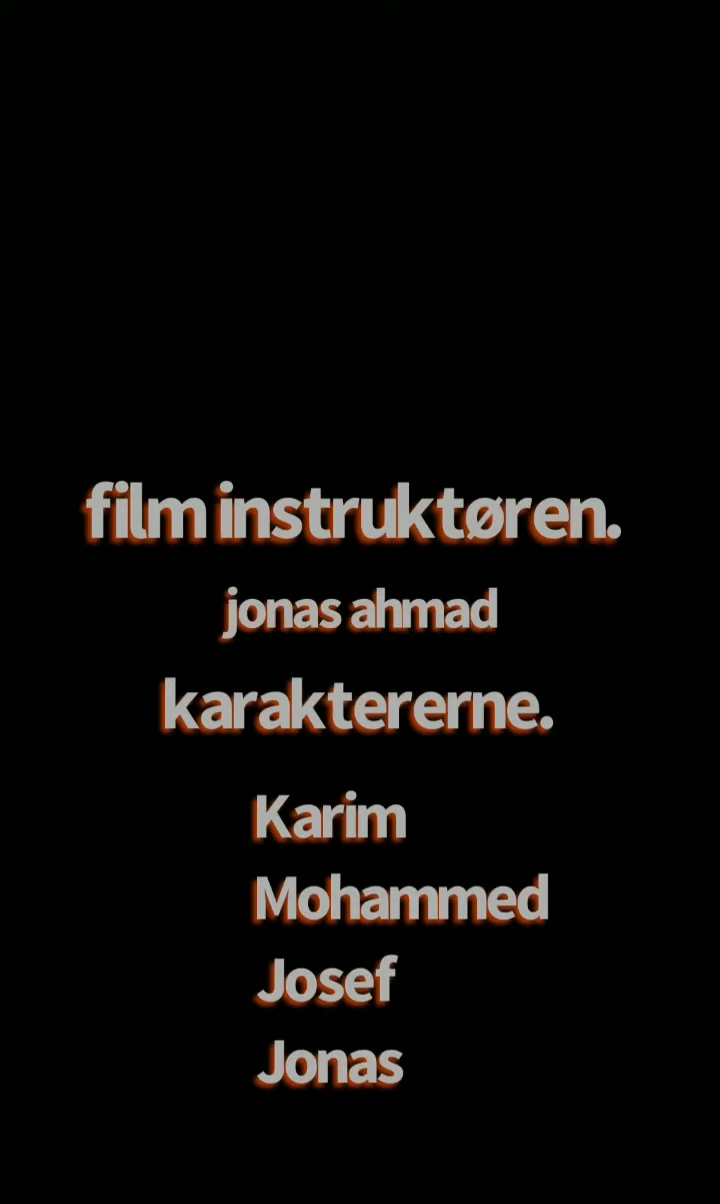 film instruktøren.
jonas ahmad
karaktererne.
Karim
Mohammed
Josef
Jonas